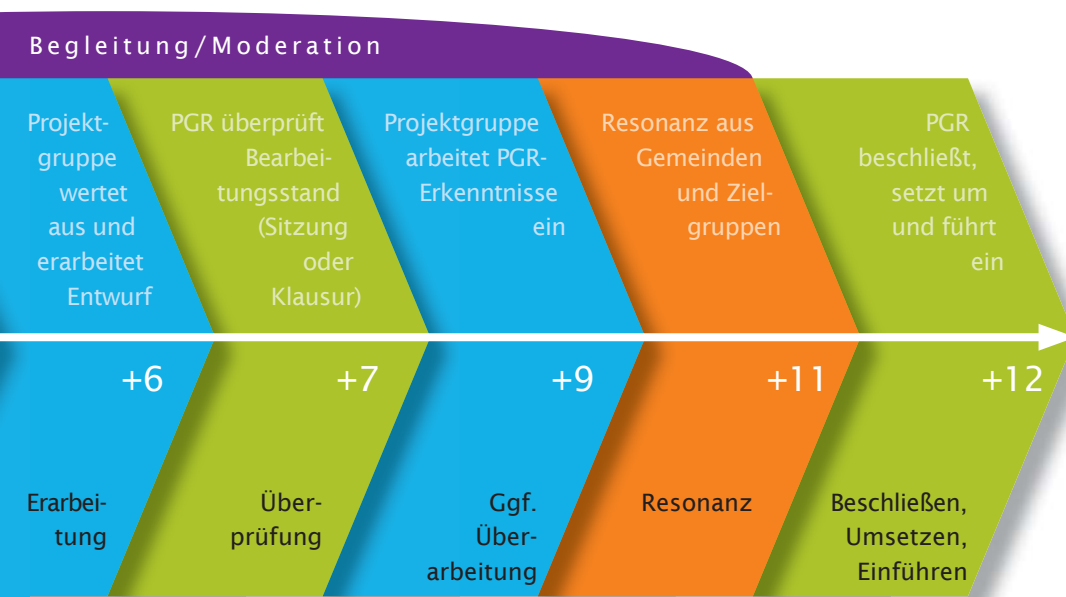 Begleitung/Moderation
Projekt-
gruppe
wertet
aus und
erarbeitet
Entwurf
PGR überprüft
Bearbei-
tungsstand
(Sitzung
oder
Klausur)
Projektgruppe
arbeitet PGR-
Erkenntnisse
ein
Resonanz aus
Gemeinden
und Ziel-
gruppen
PGR
beschließt,
setzt um
und führt
ein
+6
+7
+9
+11
+12
Erarbei-
tung
Über-
prüfung
Ggf.
Über-
arbeitung
Resonanz
Beschließen,
Umsetzen,
Einführen